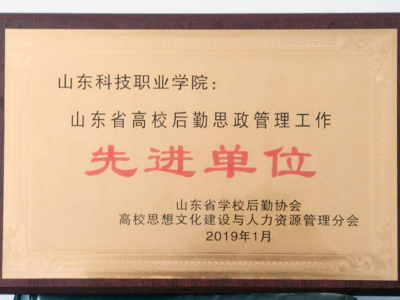 山东科技职业学院：
山东省高校后勤思政管理工作
先进单位
山东省学校后勤协会
高校思想文化建设与人力资源管理分会
2019年1月